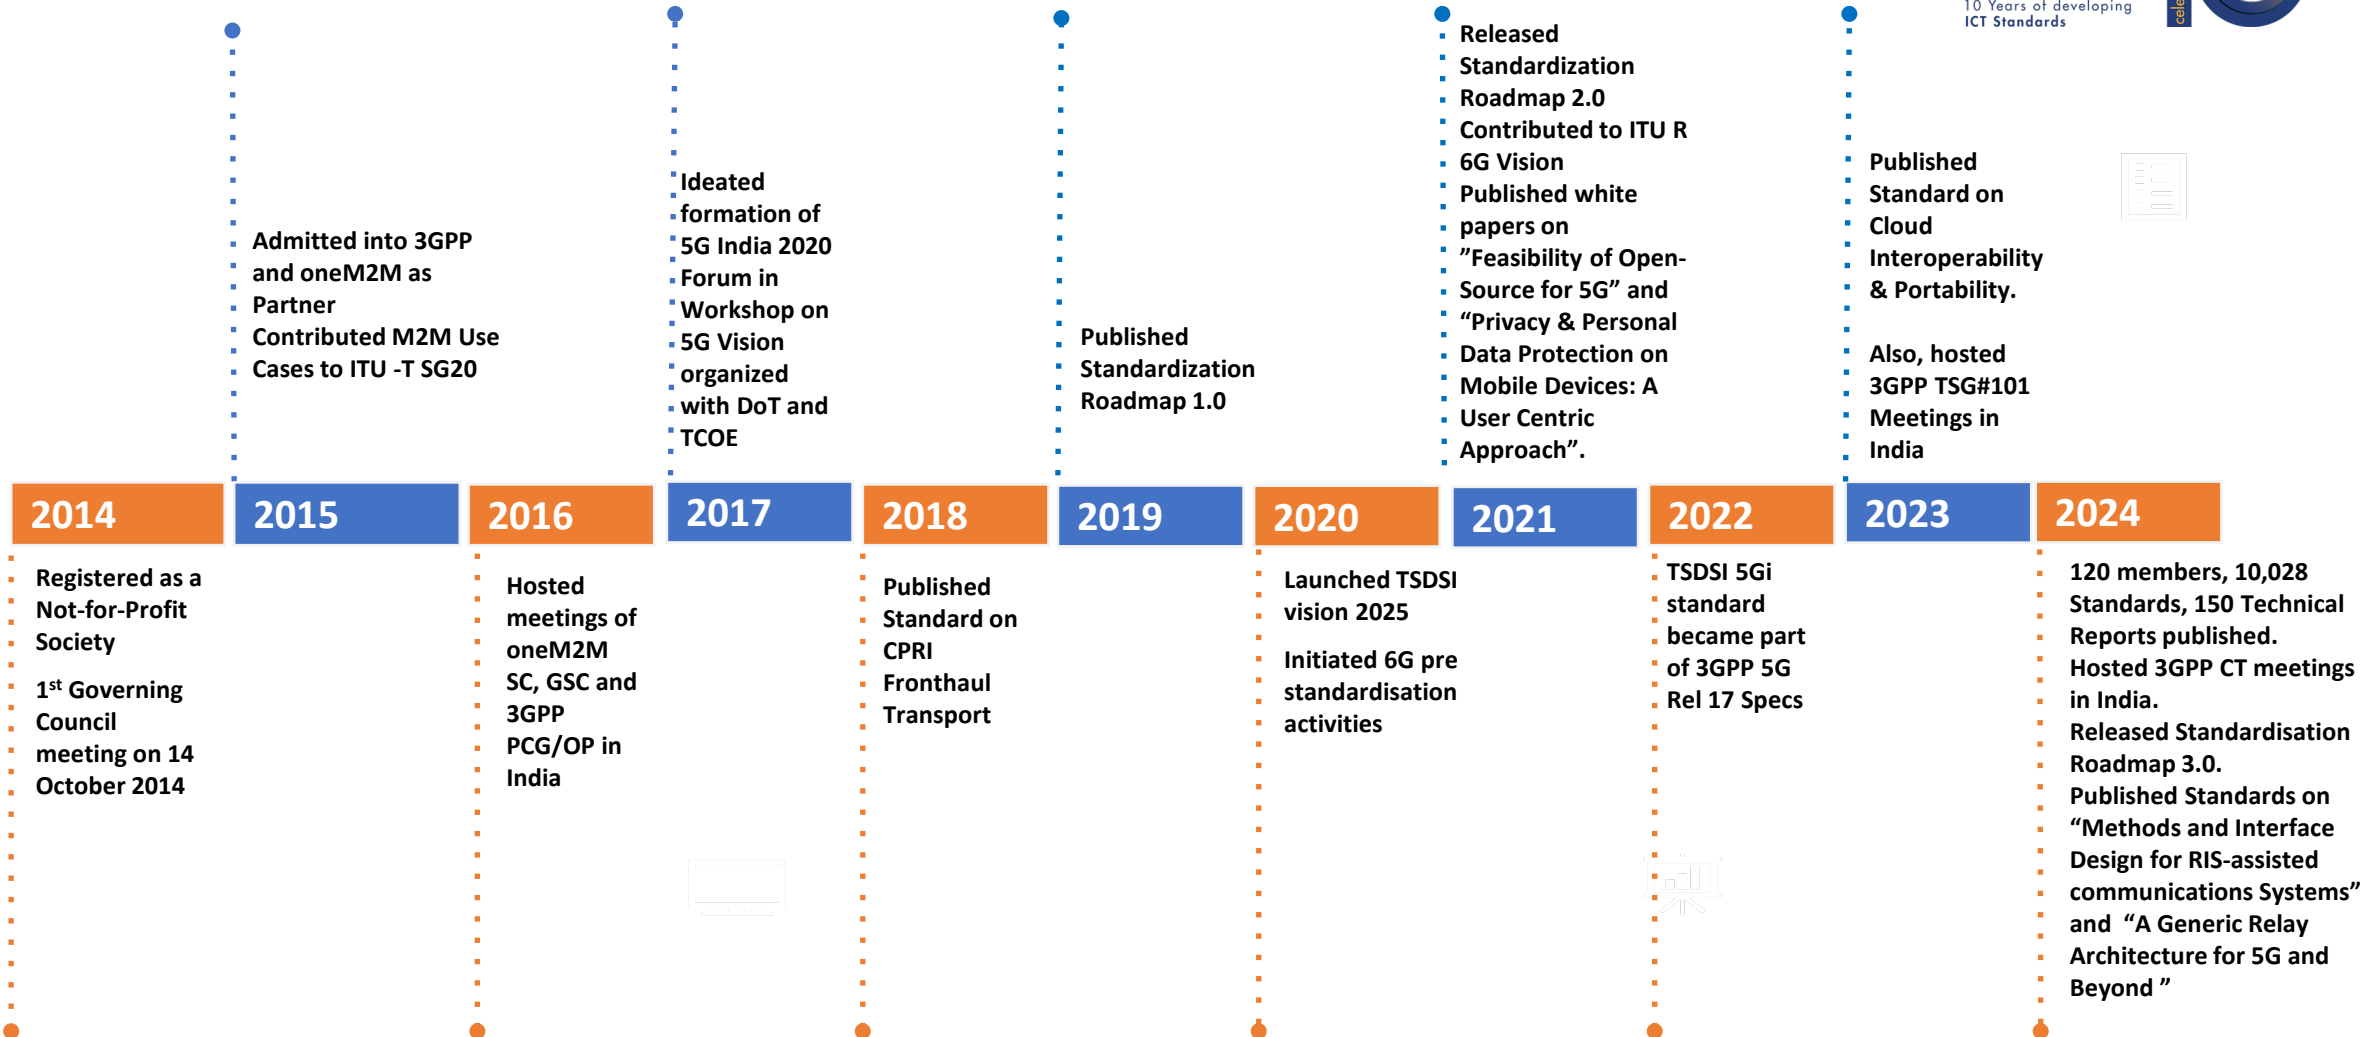 10 Years of developing
ICT Standards
cele
Admitted into 3GPP
and oneM2M as
Partner
Contributed M2M Use
Cases to ITU -T SG20
Ideated
formation of
5G India 2020
Forum in
Workshop on
5G Vision
organized
with DoT and
TCOE
Published
Standardization
Roadmap 1.0
Released
Standardization
Roadmap 2.0
Contributed to ITU R
6G Vision
Published white
papers on
”Feasibility of Open-
Source for 5G” and
“Privacy & Personal
Data Protection on
Mobile Devices: A
User Centric
Approach”.
Published
Standard on
Cloud
Interoperability
& Portability.
Also, hosted
3GPP TSG#101
Meetings in
India
2014
2015
2016
2017
2018
2019
2020
2021
2022
2023
2024
Registered as a
Not-for-Profit
Society
1st Governing
Council
meeting on 14
October 2014
Hosted
meetings of
oneM2M
SC, GSC and
3GPP
PCG/OP in
India
Published
Standard on
CPRI
Fronthaul
Transport
Launched TSDSI
vision 2025
Initiated 6G pre
standardisation
activities
TSDSI 5Gi
standard
became part
of 3GPP 5G
Rel 17 Specs
120 members, 10,028
Standards, 150 Technical
Reports published.
Hosted 3GPP CT meetings
in India.
Released Standardisation
Roadmap 3.0.
Published Standards on
“Methods and Interface
Design for RIS-assisted
communications Systems”
and “A Generic Relay
Architecture for 5G and
Beyond ”